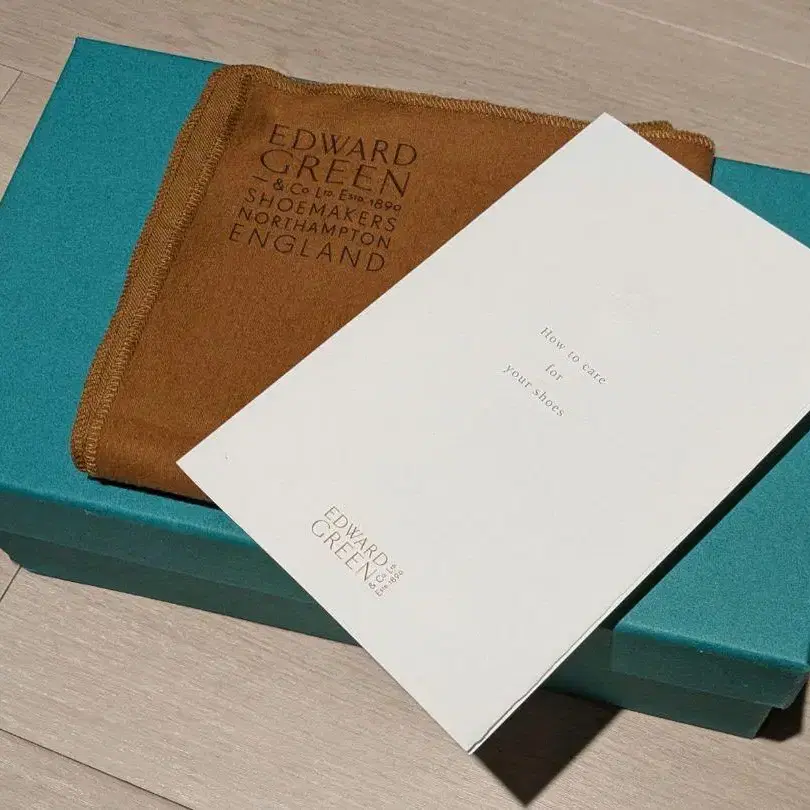 EDWARD
GREEN
& Co Ltd. Estd. 1890
SHOEMAKERS
NORTHAMPTON
ENGLAND
How to care
for
your shoes
EDWARD
GREEN
& Co Ltd.
Estd. 1890